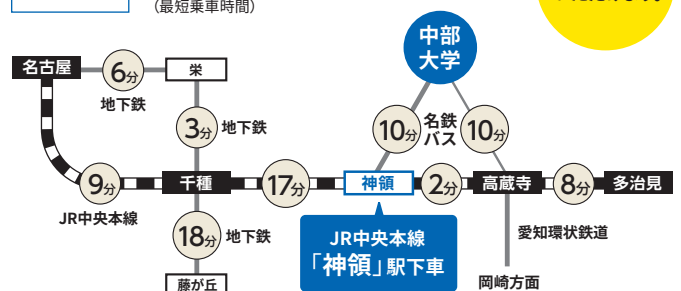 (最短乗車時間)
中部
大学
名古屋
6分
栄
地下鉄
3分
地下鉄
10分
名鉄
バス
10分
9分
千種
17分
神領
2分
高蔵寺
8分
多治見
JR中央本線
18分
地下鉄
JR中央本線
「神領」駅下車
愛知環状鉄道
藤が丘
岡崎方面